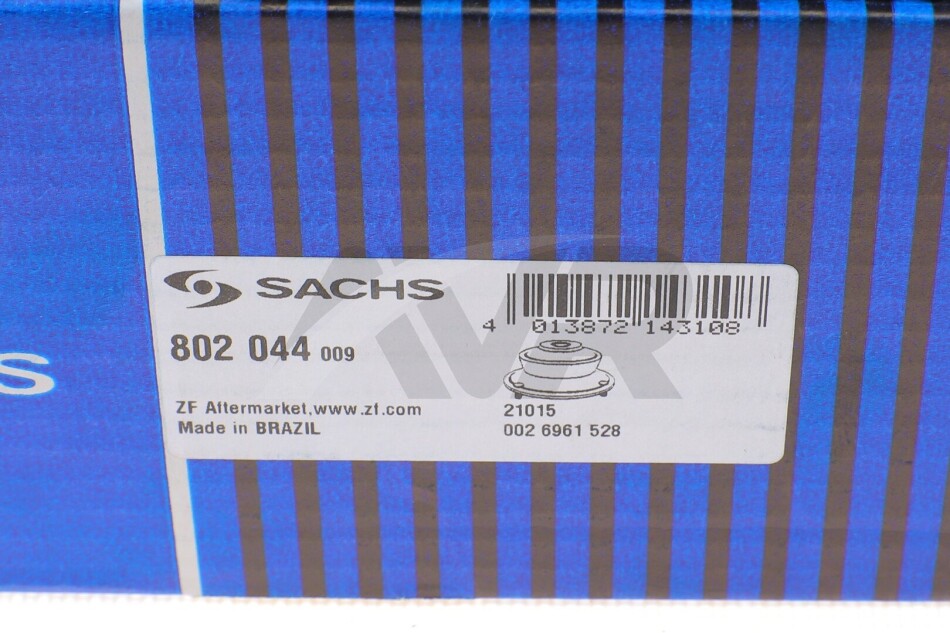 SACHS
802 044 009
ZF Aftermarket,www.zf.com
Made in BRAZIL
4 013872 143108
21015
002 6961 528
S
AVR